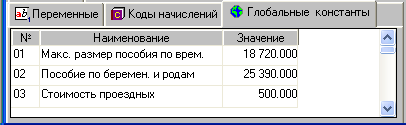 ab Переменные C Коды начислений Глобальные константы
№ Наименование Значение
01 Макс. размер пособия по врем. 18 720.000
02 Пособие по беремен. и родам 25 390.000
03 Стоимость проездных 500.000